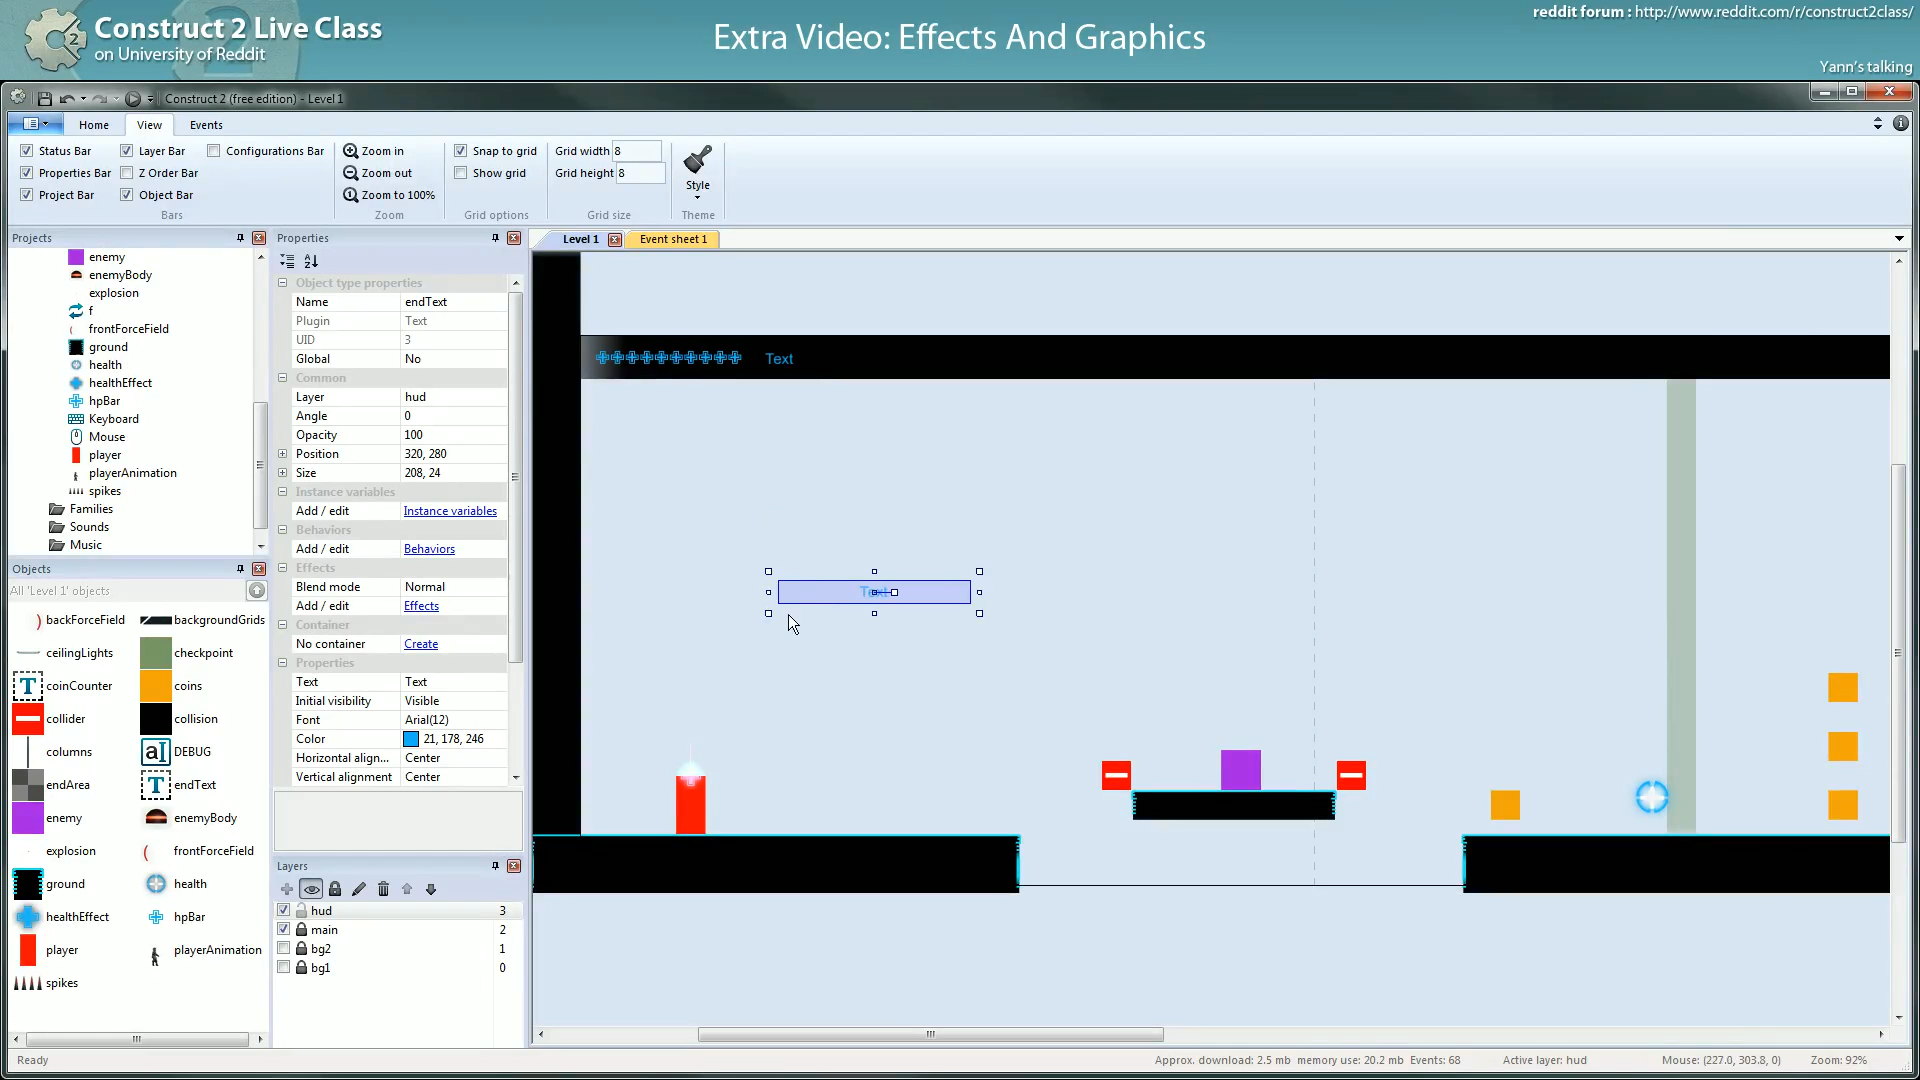 Construct 2 Live Class
on University of Reddit
Extra Video: Effects And Graphics
reddit forum : http://www.reddit.com/r/construct2class/
Yann's talking
Construct 2 (free edition) - Level 1
Home
View
Events
Status Bar
Layer Bar
Configurations Bar
Properties Bar
Z Order Bar
Project Bar
Object Bar
Bars
Zoom in
Zoom out
Zoom to 100%
Zoom
Snap to grid
Show grid
Grid options
Grid width 8
Grid height 8
Grid size
Style
Theme
Projects
enemy
enemyBody
explosion
f
frontForceField
ground
health
healthEffect
hpBar
Keyboard
Mouse
player
playerAnimation
spikes
Families
Sounds
Music
Objects
All 'Level 1' objects
backForceField
backgroundGrids
ceilingLights
checkpoint
coinCounter
coins
collider
collision
columns
DEBUG
endArea
endText
enemy
enemyBody
explosion
frontForceField
ground
health
healthEffect
hpBar
player
playerAnimation
spikes
Properties
Object type properties
Name endText
Plugin Text
UID 3
Global No
Common
Layer hud
Angle 0
Opacity 100
Position 320, 280
Size 208, 24
Instance variables
Add / edit Instance variables
Behaviors
Add / edit Behaviors
Effects
Blend mode Normal
Add / edit Effects
Container
No container Create
Properties
Text Text
Initial visibility Visible
Font Arial(12)
Color 21, 178, 246
Horizontal align... Center
Vertical alignment Center
Layers
hud 3
main 2
bg2 1
bg1 0
Level 1
Event sheet 1
Text
Text
Ready
Approx. download: 2.5 mb memory use: 20.2 mb Events: 68
Active layer: hud
Mouse: (227.0, 303.8, 0)
Zoom: 92%